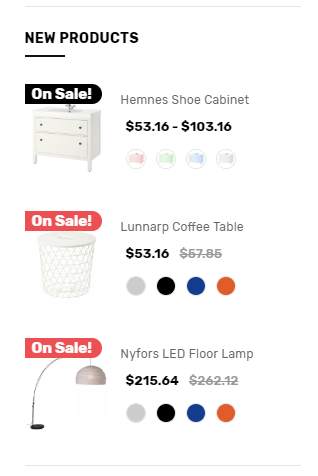 NEW PRODUCTS
On Sale!
Hemnes Shoe Cabinet
$53.16 - $103.16
On Sale!
Lunnarp Coffee Table
$53.16 $57.85
On Sale!
Nyfors LED Floor Lamp
$215.64 $262.12